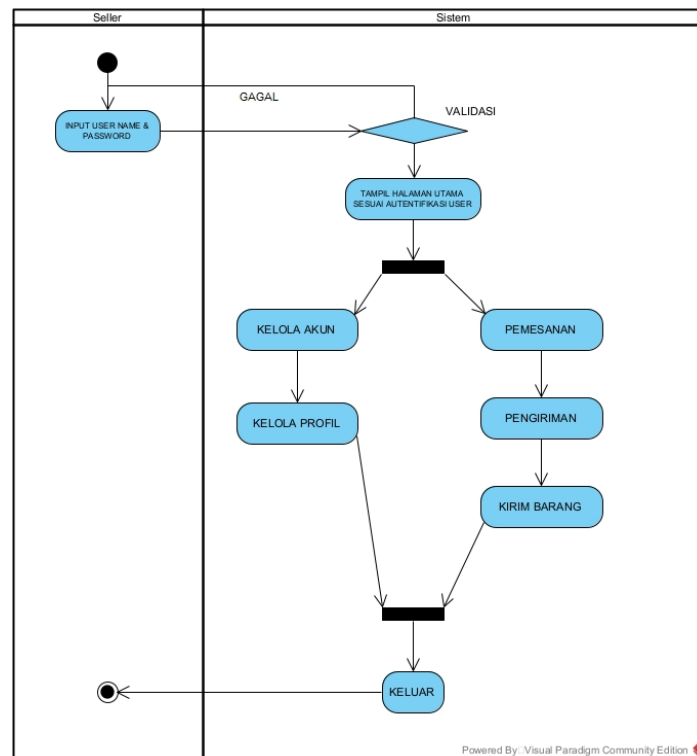 Seller
Sistem
GAGAL
VALIDASI
INPUT USER NAME &
PASSWORD
TAMPIL HALAMAN UTAMA
SESUAI AUTENTIFIKASI USER
KELOLA AKUN
PEMESANAN
KELOLA PROFIL
PENGIRIMAN
KIRIM BARANG
KELUAR
Powered By Visual Paradigm Community Edition